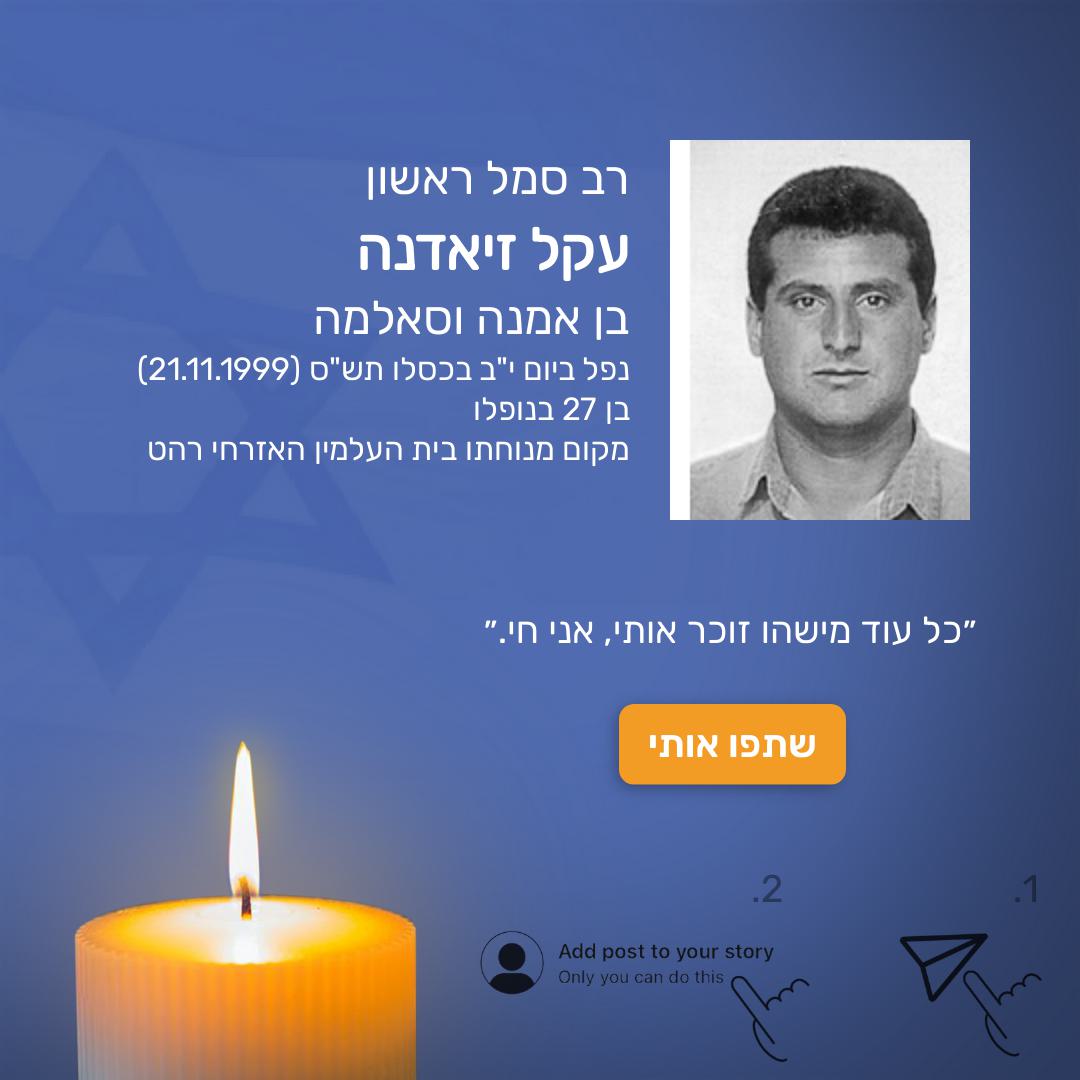 רב סמל ראשון
עקל זיאדנה
בן אמנה וסאלמה
נפל ביום י"ב בכסלו תש"ס (21.11.1999)
בן 27 בנופלו
מקום מנוחתו בית העלמין האזרחי רהט
״כל עוד מישהו זוכר אותי, אני חי.״
שתפו אותי
1.
2.
Add post to your story
Only you can do this